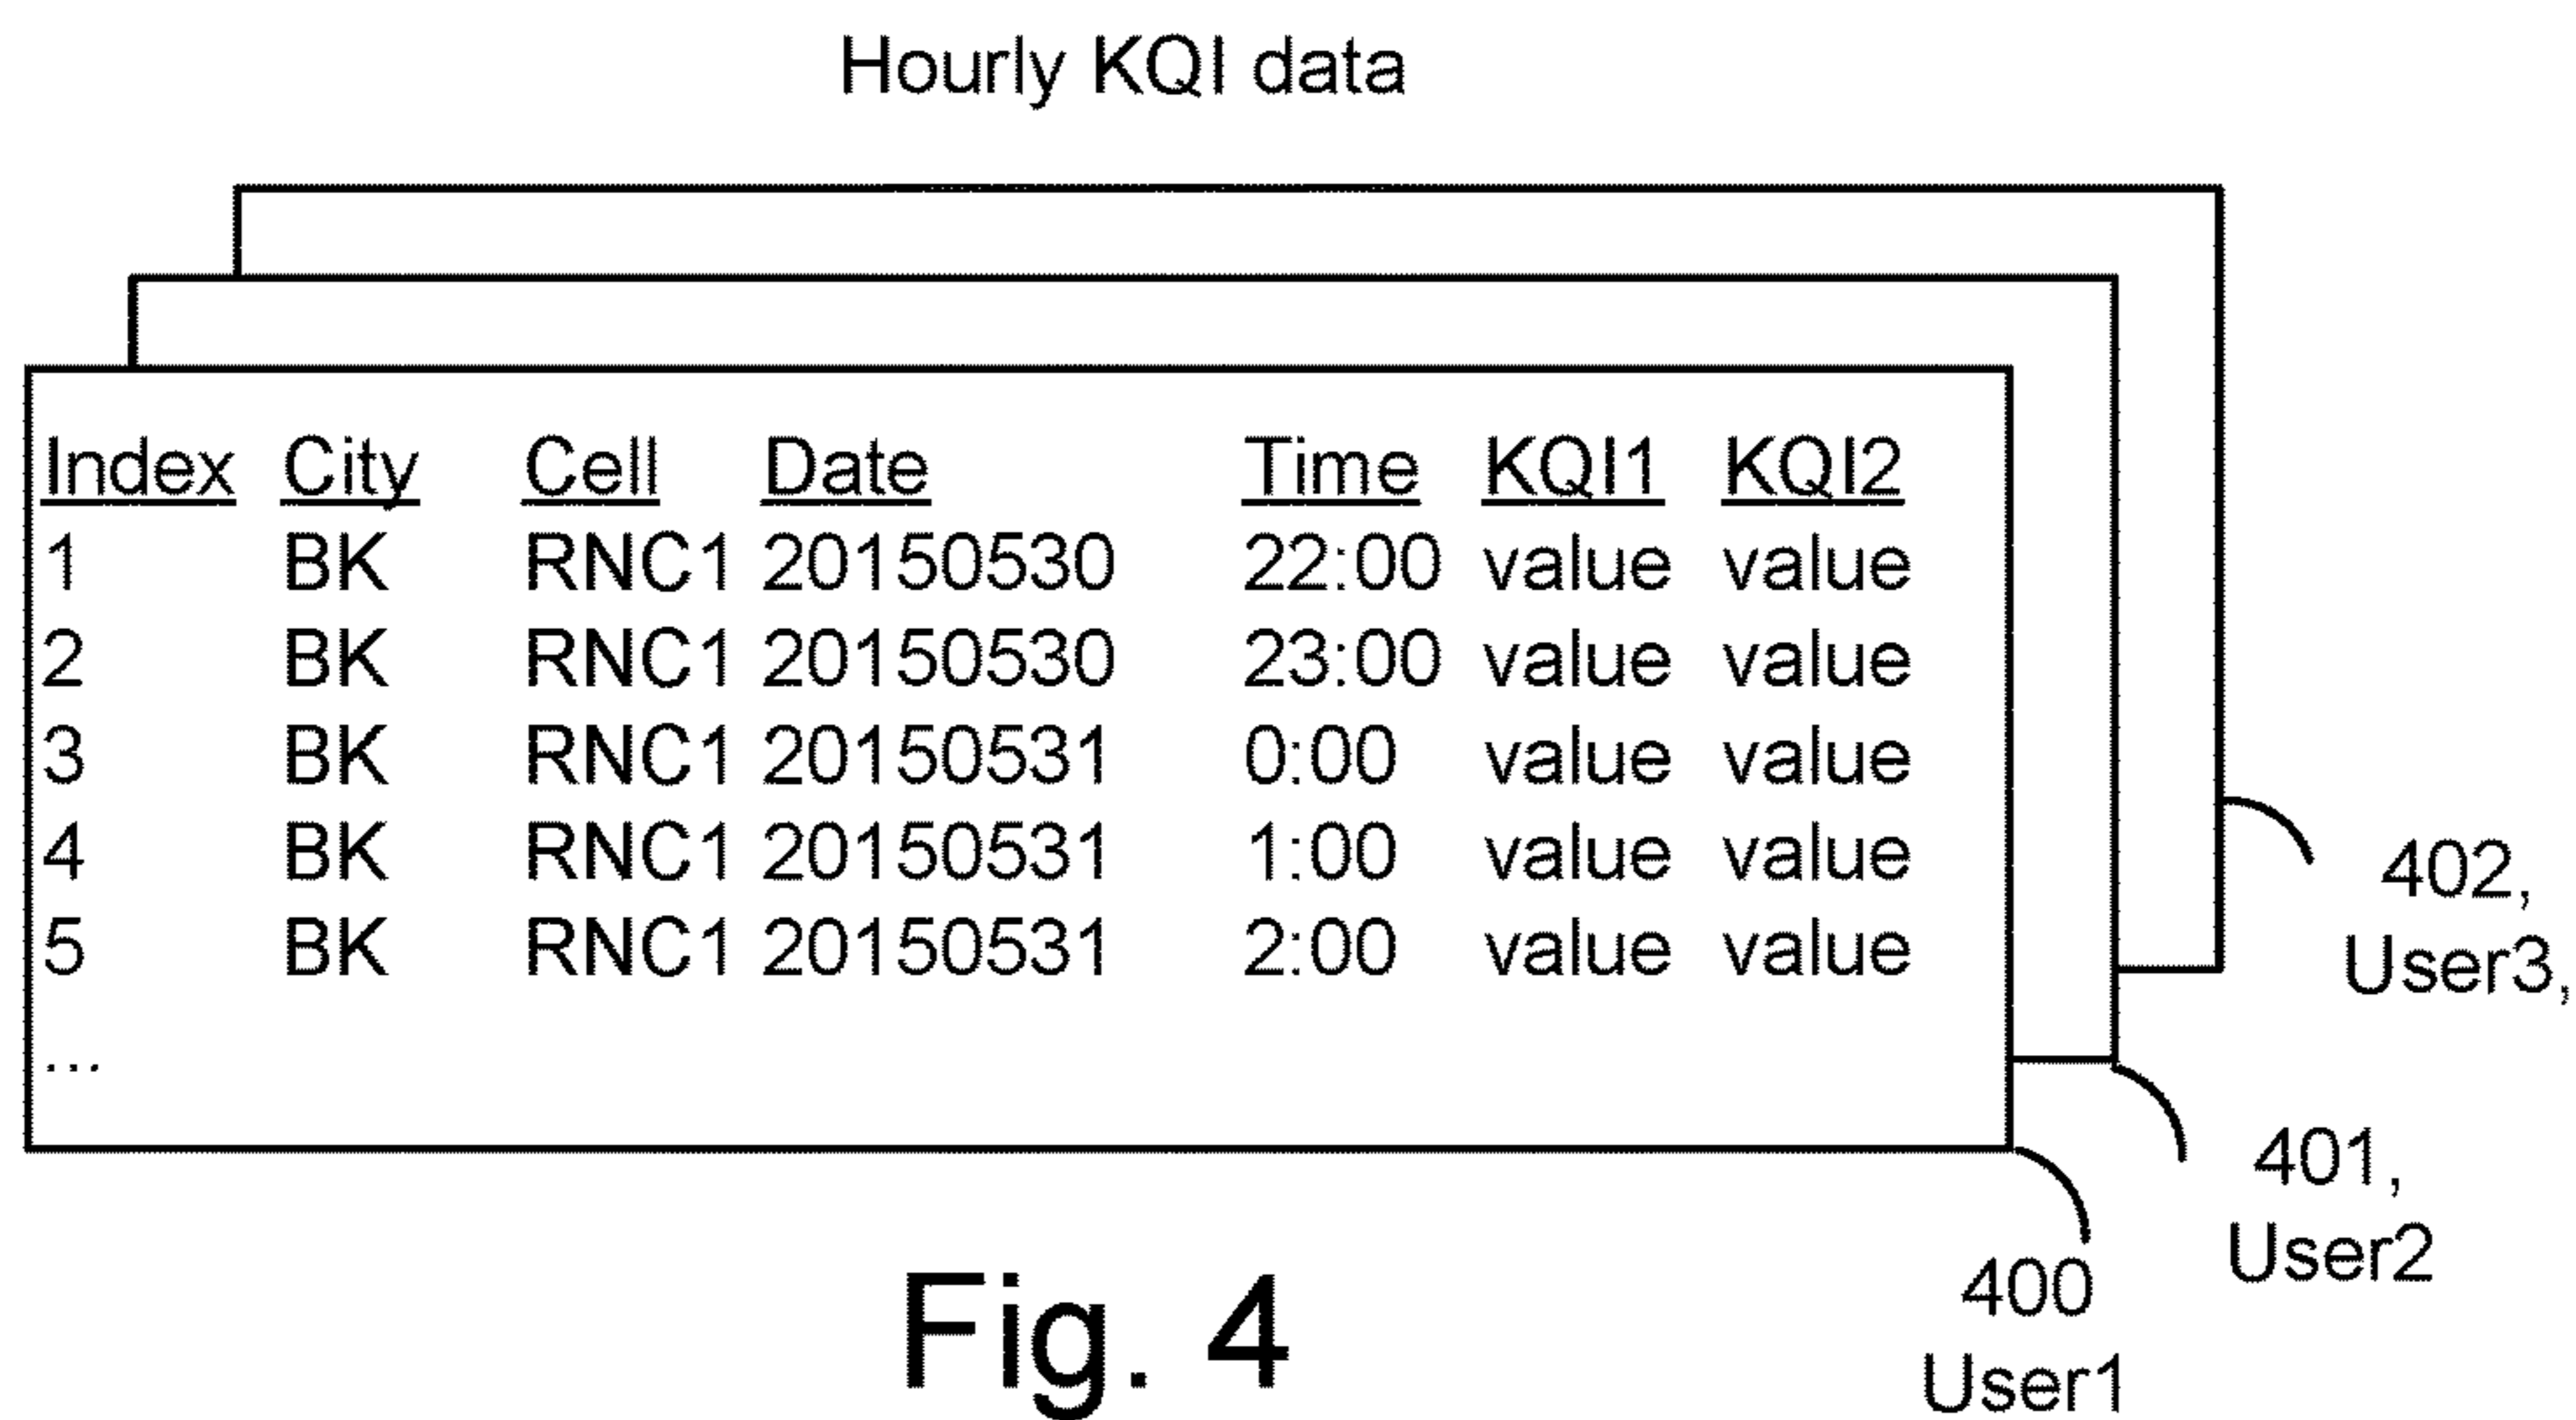 Hourly KQI data
Index City Cell Date Time KQI1 KQI2
1 BK RNC1 20150530 22:00 value value
2 BK RNC1 20150530 23:00 value value
3 BK RNC1 20150531 0:00 value value
4 BK RNC1 20150531 1:00 value value
5 BK RNC1 20150531 2:00 value value
...
402,
User3,
401,
User2
400
User1
Fig. 4